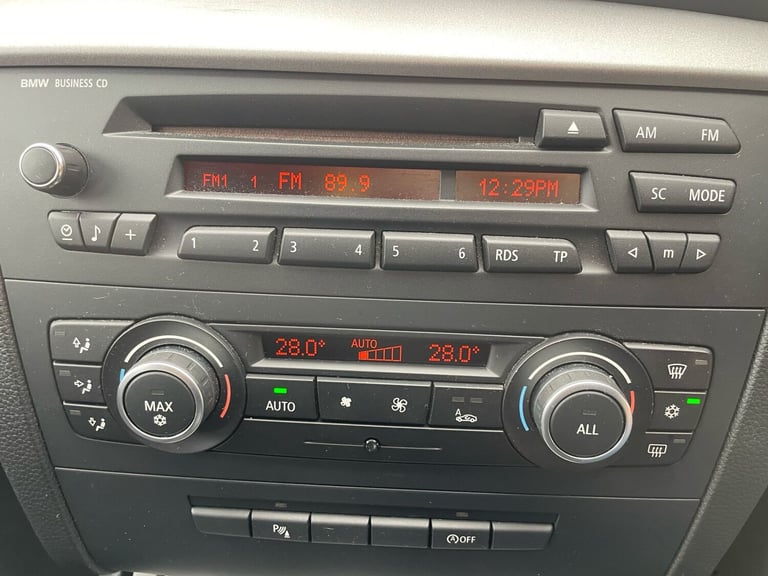 BMW BUSINESS CD
AM FM
FM1 1 FM 89.9 12:29PM
SC MODE
1 2 3 4 5 6 RDS TP
m
28.0° AUTO 28.0°
MAX
AUTO
A
ALL
P
OFF